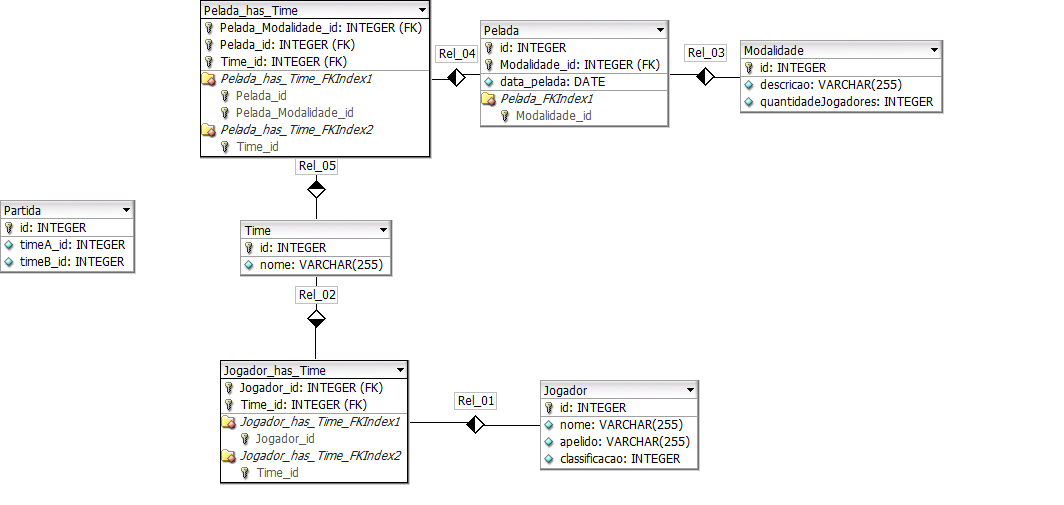 Pelada_has_Time
Pelada_Modalidade_id: INTEGER (FK)
Pelada_id: INTEGER (FK)
Time_id: INTEGER (FK)
Pelada_has_Time_FKIndex1
Pelada_id
Pelada_Modalidade_id
Pelada_has_Time_FKIndex2
Time_id
Rel_04
Pelada
id: INTEGER
Modalidade_id: INTEGER (FK)
data_pelada: DATE
Pelada_FKIndex1
Modalidade_id
Rel_03
Modalidade
id: INTEGER
descricao: VARCHAR(255)
quantidadeJogadores: INTEGER
Rel_05
Partida
id: INTEGER
timeA_id: INTEGER
timeB_id: INTEGER
Time
id: INTEGER
nome: VARCHAR(255)
Rel_02
Jogador_has_Time
Jogador_id: INTEGER (FK)
Time_id: INTEGER (FK)
Jogador_has_Time_FKIndex1
Jogador_id
Jogador_has_Time_FKIndex2
Time_id
Rel_01
Jogador
id: INTEGER
nome: VARCHAR(255)
apelido: VARCHAR(255)
classificacao: INTEGER